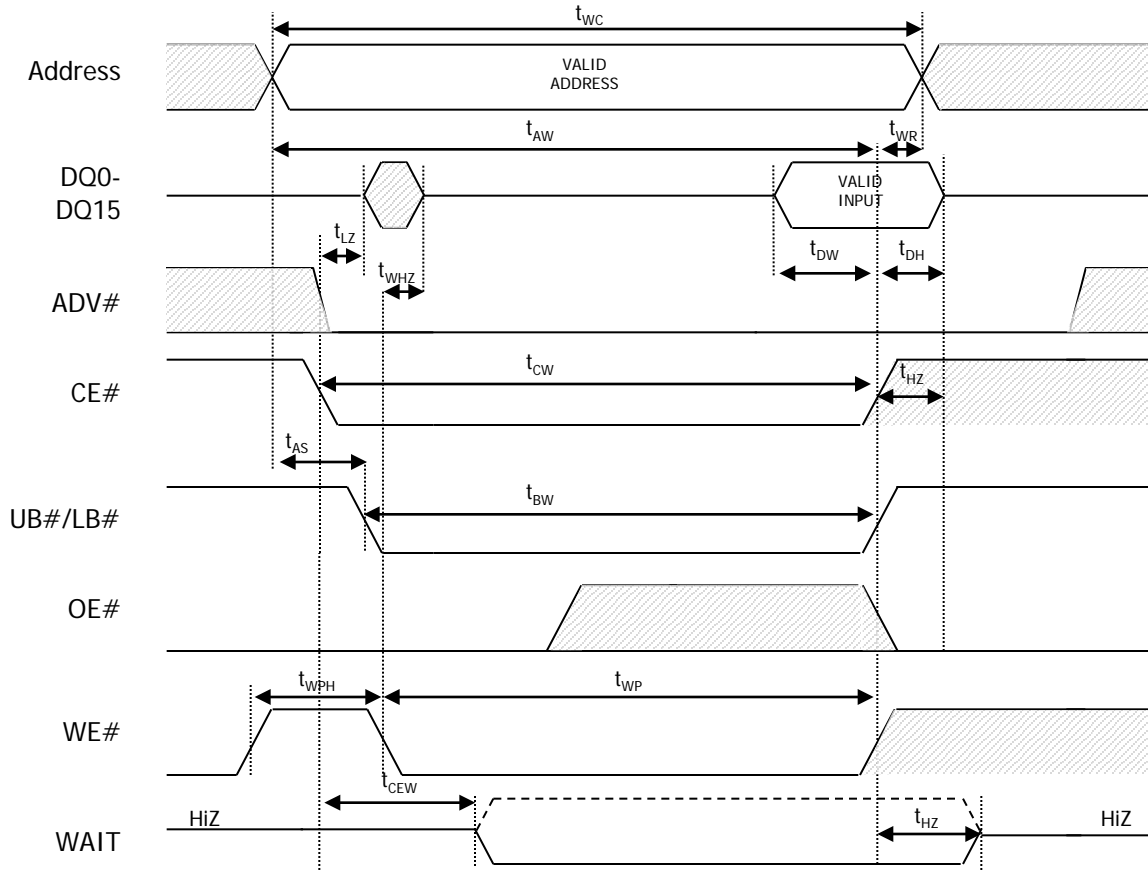 tWC
Address
VALID
ADDRESS
tAW
tWR
DQ0-
DQ15
VALID
INPUT
tLZ
tWHZ
tDW
tDH
ADV#
tCW
CE#
tHZ
tAS
tBW
UB#/LB#
OE#
tWPH
tWP
WE#
tCEW
HiZ
tHZ
HiZ
WAIT